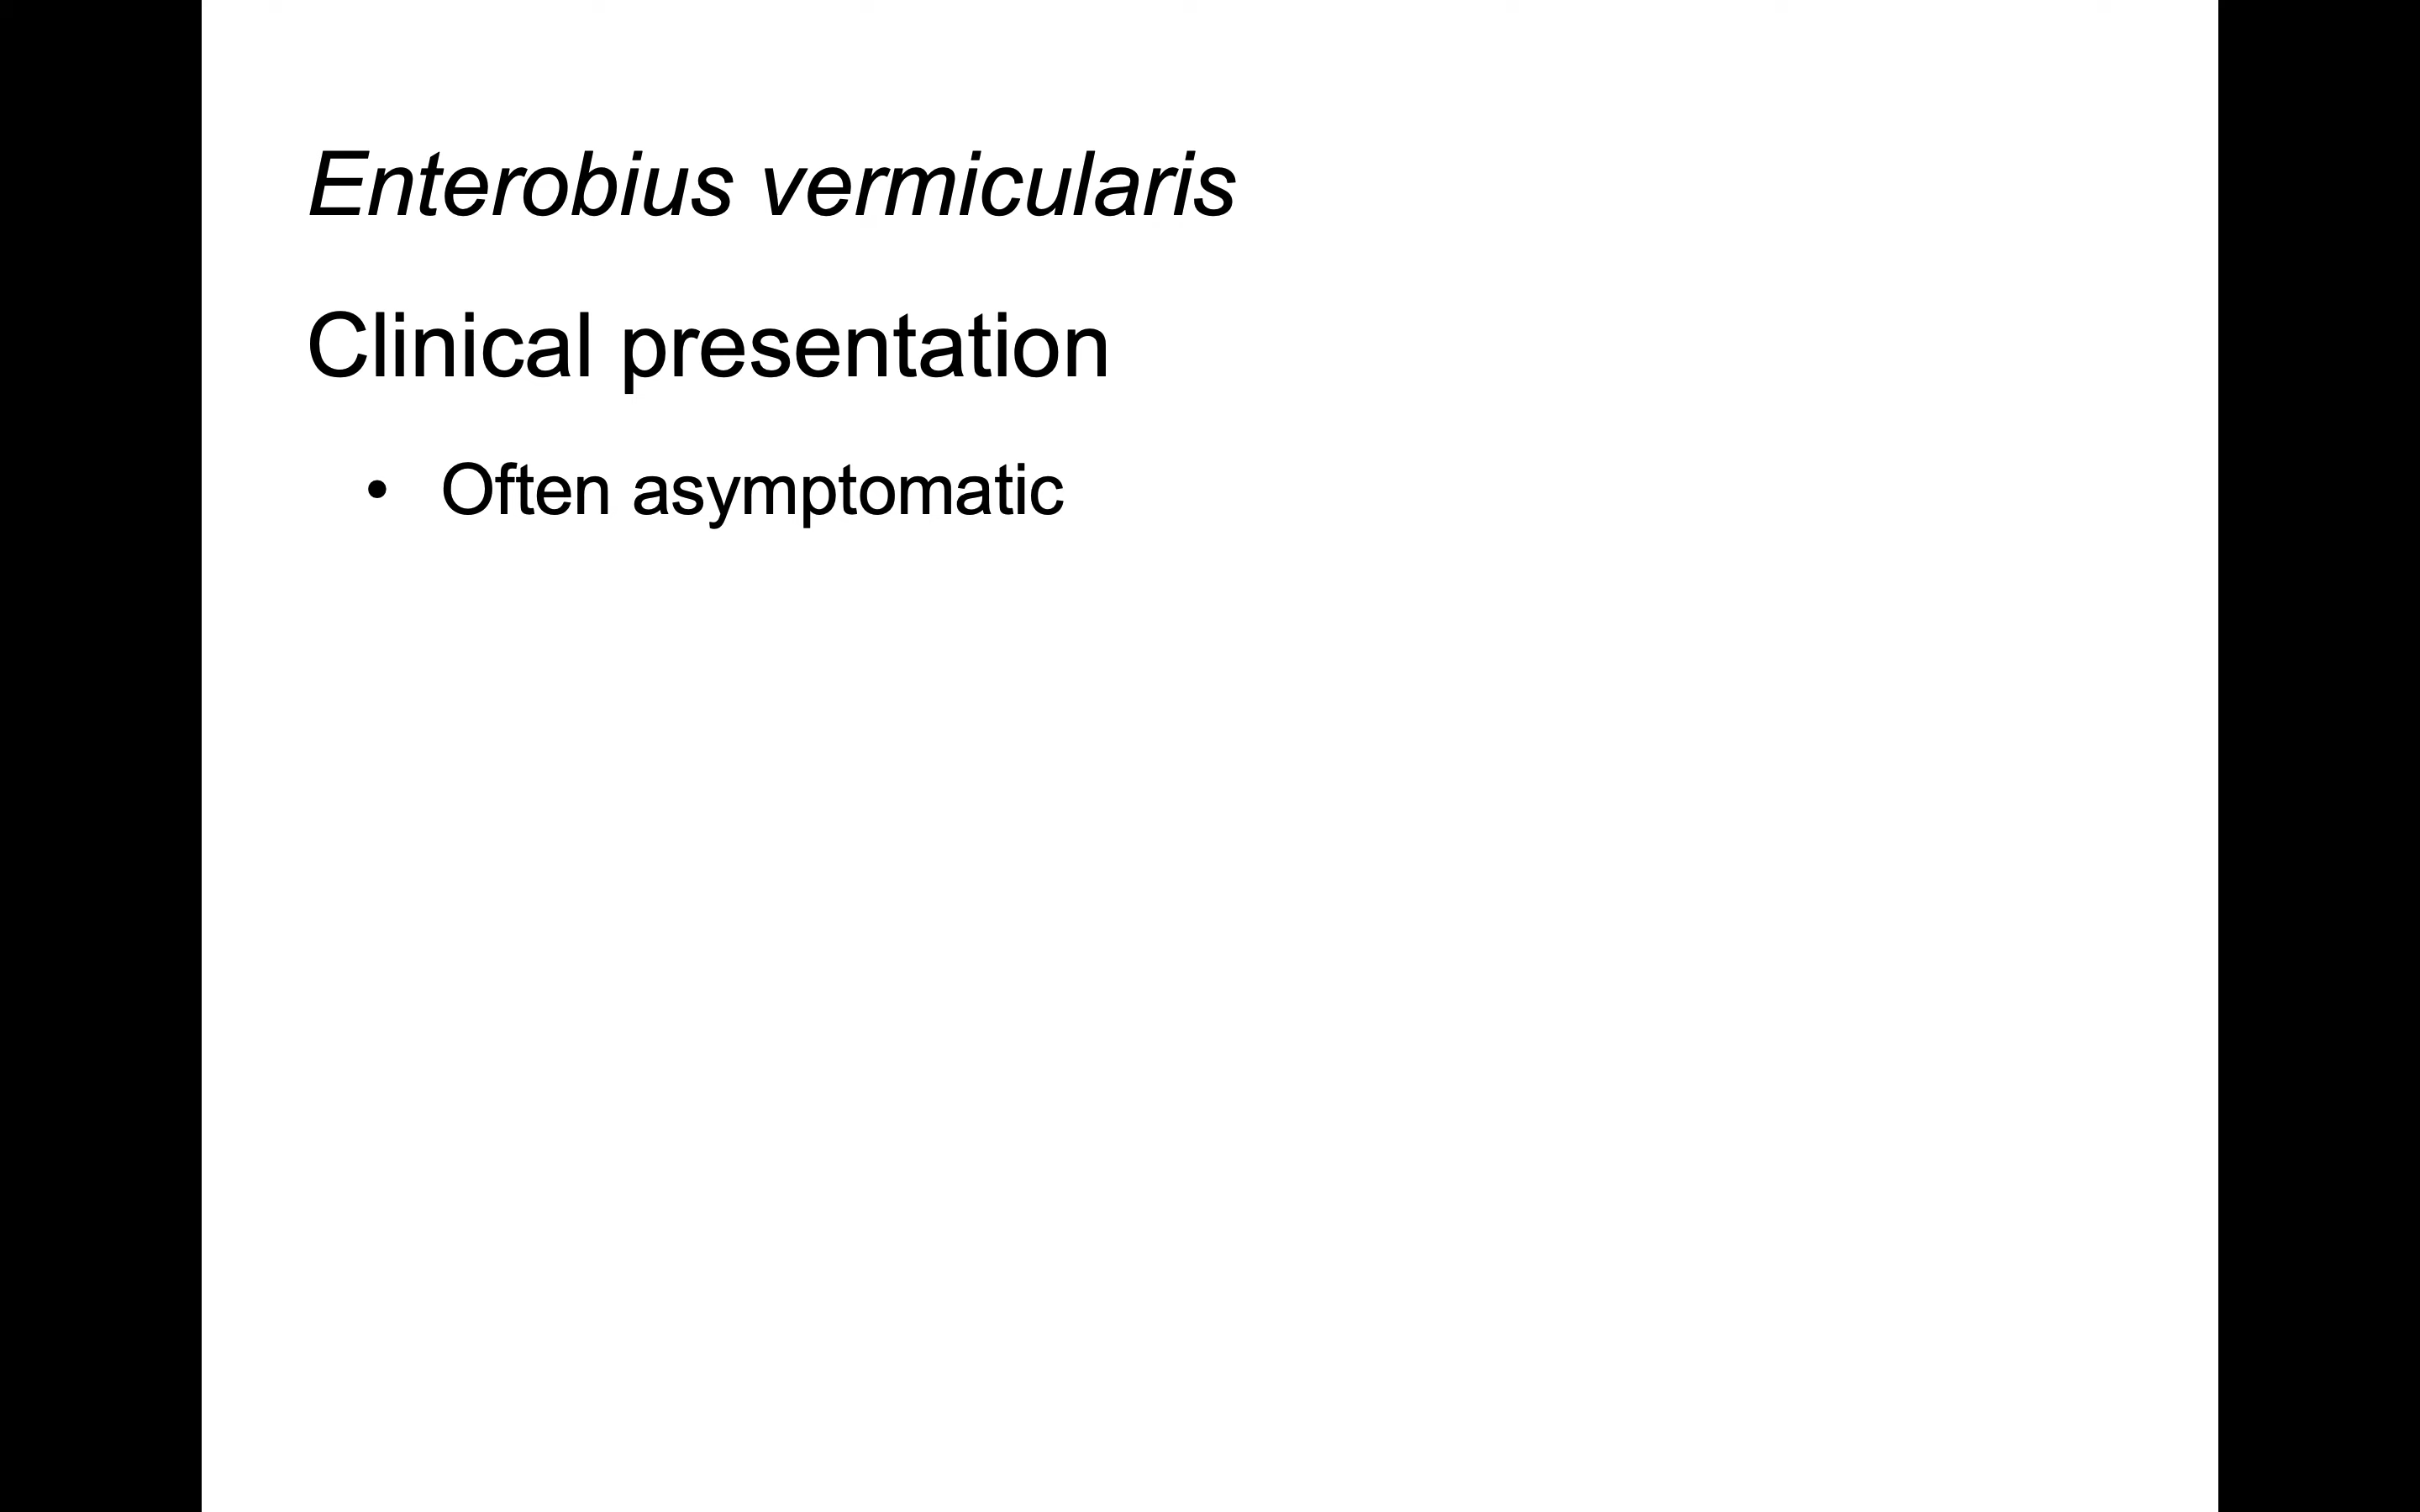 Enterobius vermicularis
Clinical presentation
• Often asymptomatic